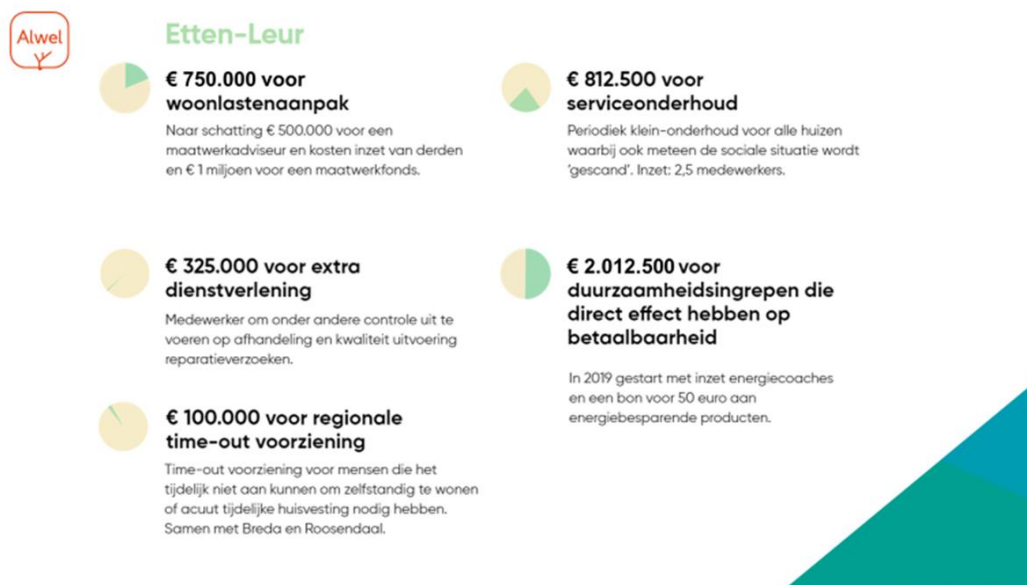 Alwel
Etten-Leur
€ 750.000 voor
woonlastenaanpak
Naar schatting € 500.000 voor een
maatwerkadviseur en kosten inzet van derden
en € 1 miljoen voor een maatwerkfonds.
€ 812.500 voor
serviceonderhoud
Periodiek klein-onderhoud voor alle huizen
waarbij ook meteen de sociale situatie wordt
'gescand'. Inzet: 2,5 medewerkers.
€ 325.000 voor extra
dienstverlening
Medewerker om onder andere controle uit te
voeren op afhandeling en kwaliteit uitvoering
reparatieverzoeken.
€ 2.012.500 voor
duurzaamheidsingrepen die
direct effect hebben op
betaalbaarheid
In 2019 gestart met inzet energiecoaches
en een bon voor 50 euro aan
energiebesparende producten.
€ 100.000 voor regionale
time-out voorziening
Time-out voorziening voor mensen die het
tijdelijk niet aan kunnen om zelfstandig te wonen
of acuut tijdelijke huisvesting nodig hebben.
Samen met Breda en Roosendaal.